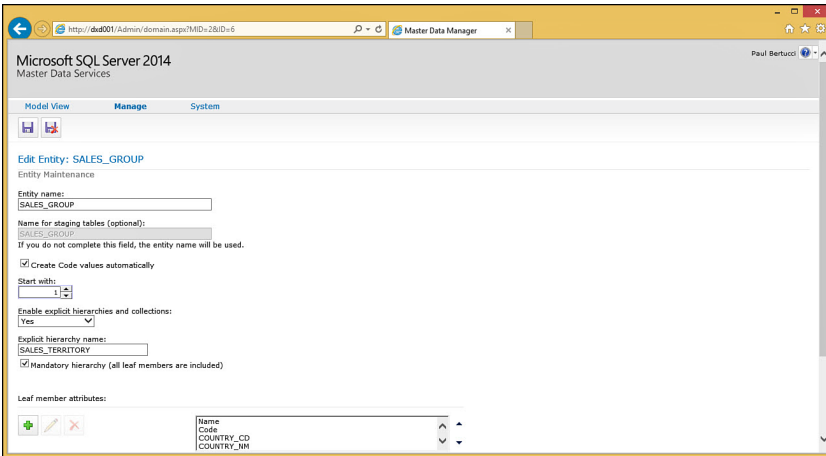 http://dxd001/Admin/domain.aspx?MID=2&ID=6
Master Data Manager
Paul Bertucci
Microsoft SQL Server 2014
Master Data Services
Model View Manage System
Edit Entity: SALES_GROUP
Entity Maintenance
Entity name:
SALES_GROUP
Name for staging tables (optional):
SALES_GROUP
If you do not complete this field, the entity name will be used.
Create Code values automatically
Start with:
1
Enable explicit hierarchies and collections:
Yes
Explicit hierarchy name:
SALES_TERRITORY
Mandatory hierarchy (all leaf members are included)
Leaf member attributes:
Name
Code
COUNTRY_CD
COUNTRY_NM